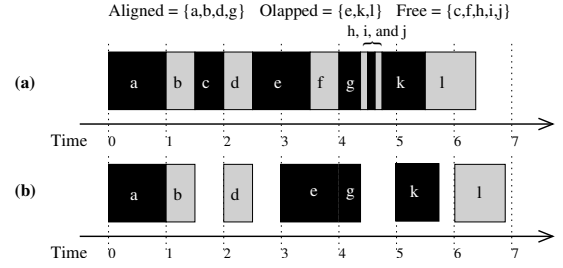 Aligned = {a,b,d,g} Olapped = {e,k,l} Free = {c,f,h,i,j}
h, i, and j
(a) a b c d e f g k l
Time 0 1 2 3 4 5 6 7
(b) a b d e g k l
Time 0 1 2 3 4 5 6 7